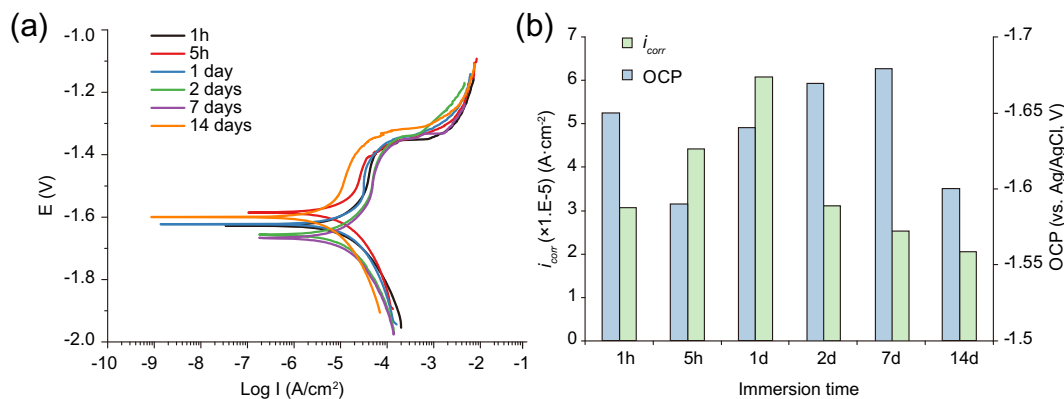 (a)
-1.0
-1.2
-1.4
-1.6
-1.8
-2.0
E (V)
1h
5h
1 day
2 days
7 days
14 days
-9 -8 -7 -6 -5 -4 -3 -2 -1
Log I (A/cm²)
(b)
7
6
5
4
3
2
1
0
i_corr (×1.E-5) (A·cm⁻²)
i_corr
OCP
-1.7
-1.65
-1.6
-1.55
-1.5
OCP (vs. Ag/AqCl, V)
1h 5h 1d 2d 7d 14d
Immersion time